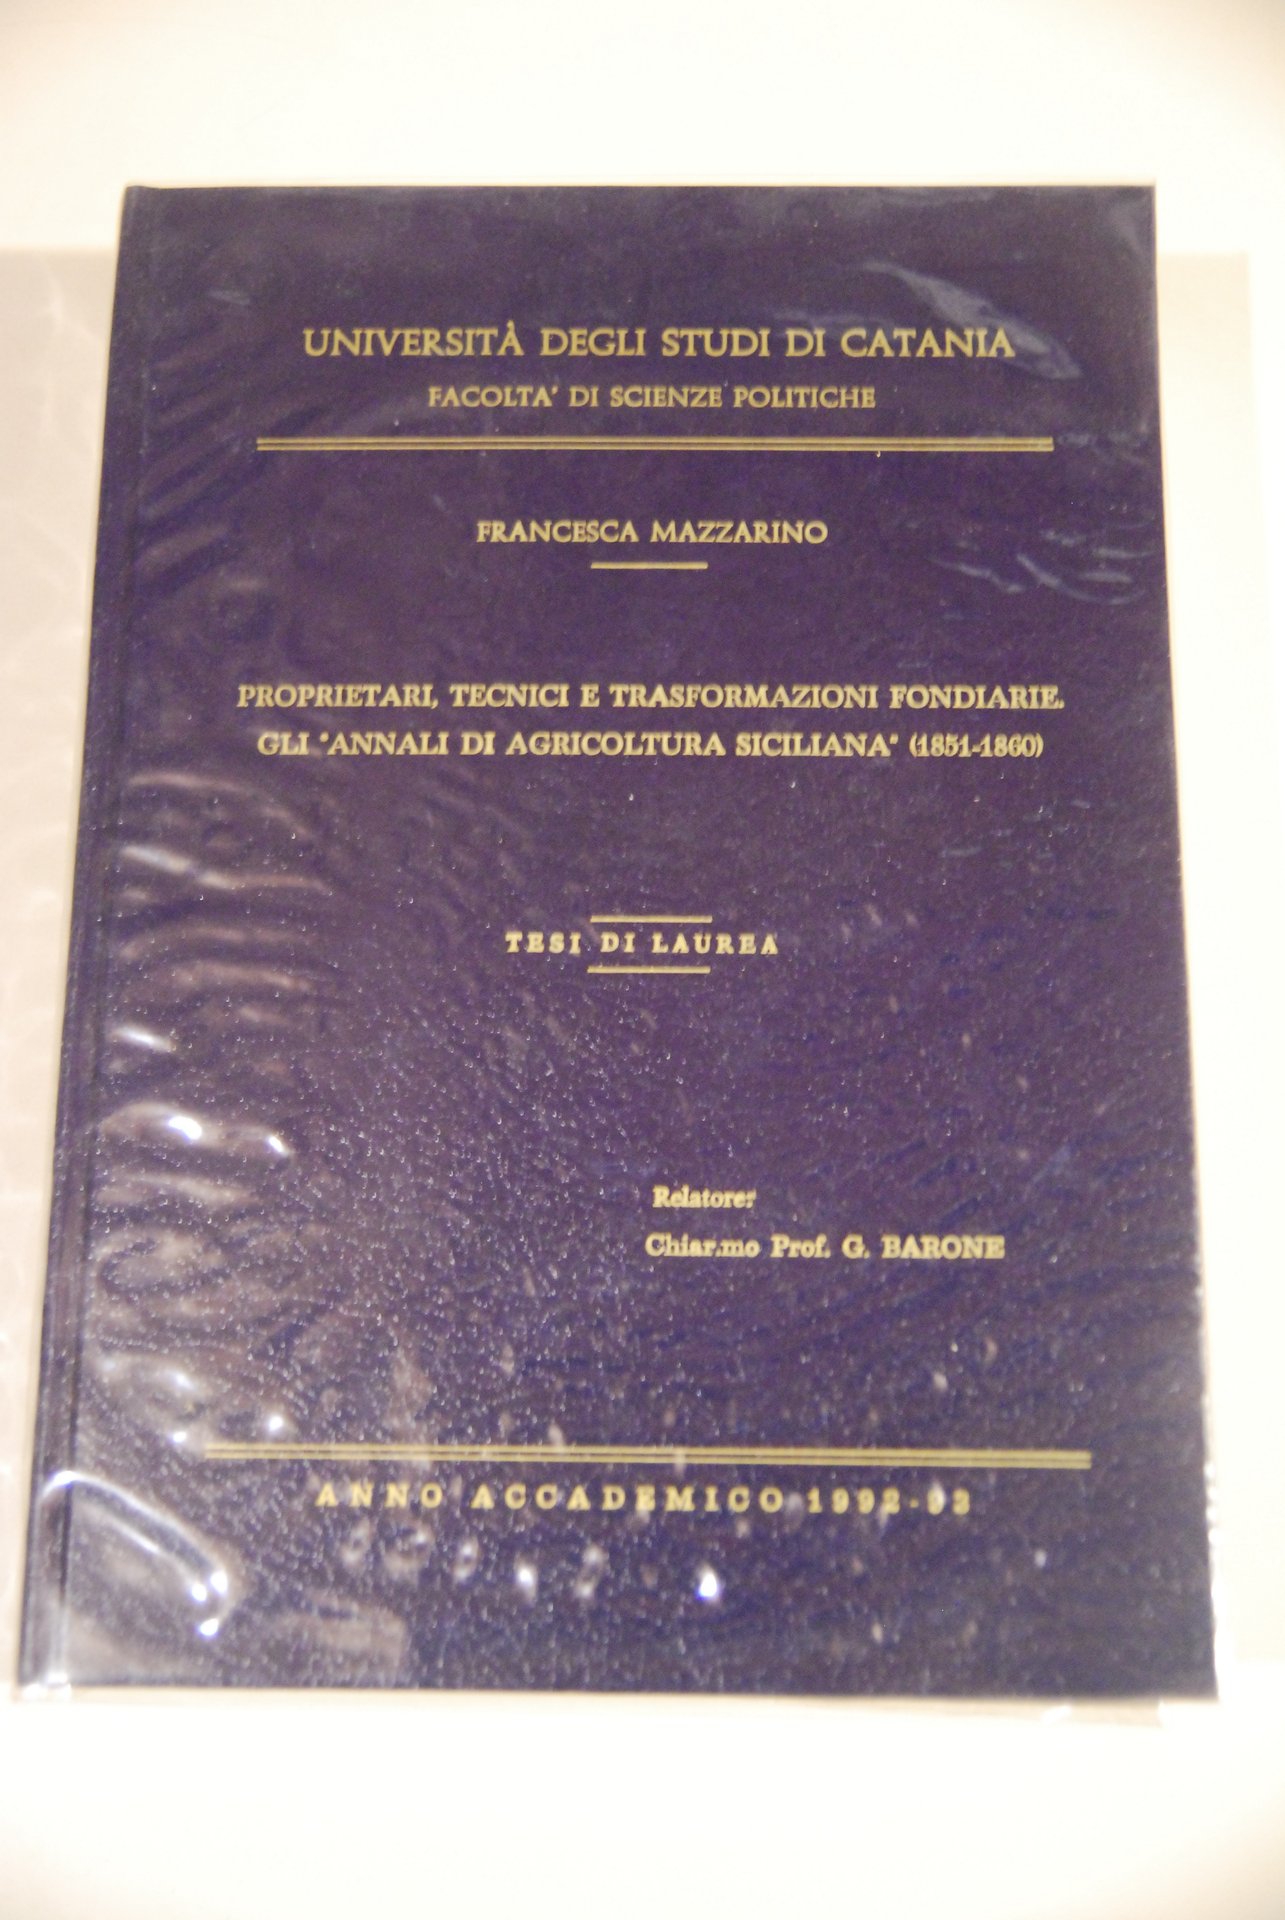 UNIVERSITÀ DEGLI STUDI DI CATANIA
FACOLTA' DI SCIENZE POLITICHE
FRANCESCA MAZZARINO
PROPRIETARI, TECNICI E TRASFORMAZIONI FONDIARIE.
GLI "ANNALI DI AGRICOLTURA SICILIANA" (1851-1860)
TESI DI LAUREA
Relatore:
Chiar.mo Prof. G. BARONE
ANNO ACCADEMICO 1992-93